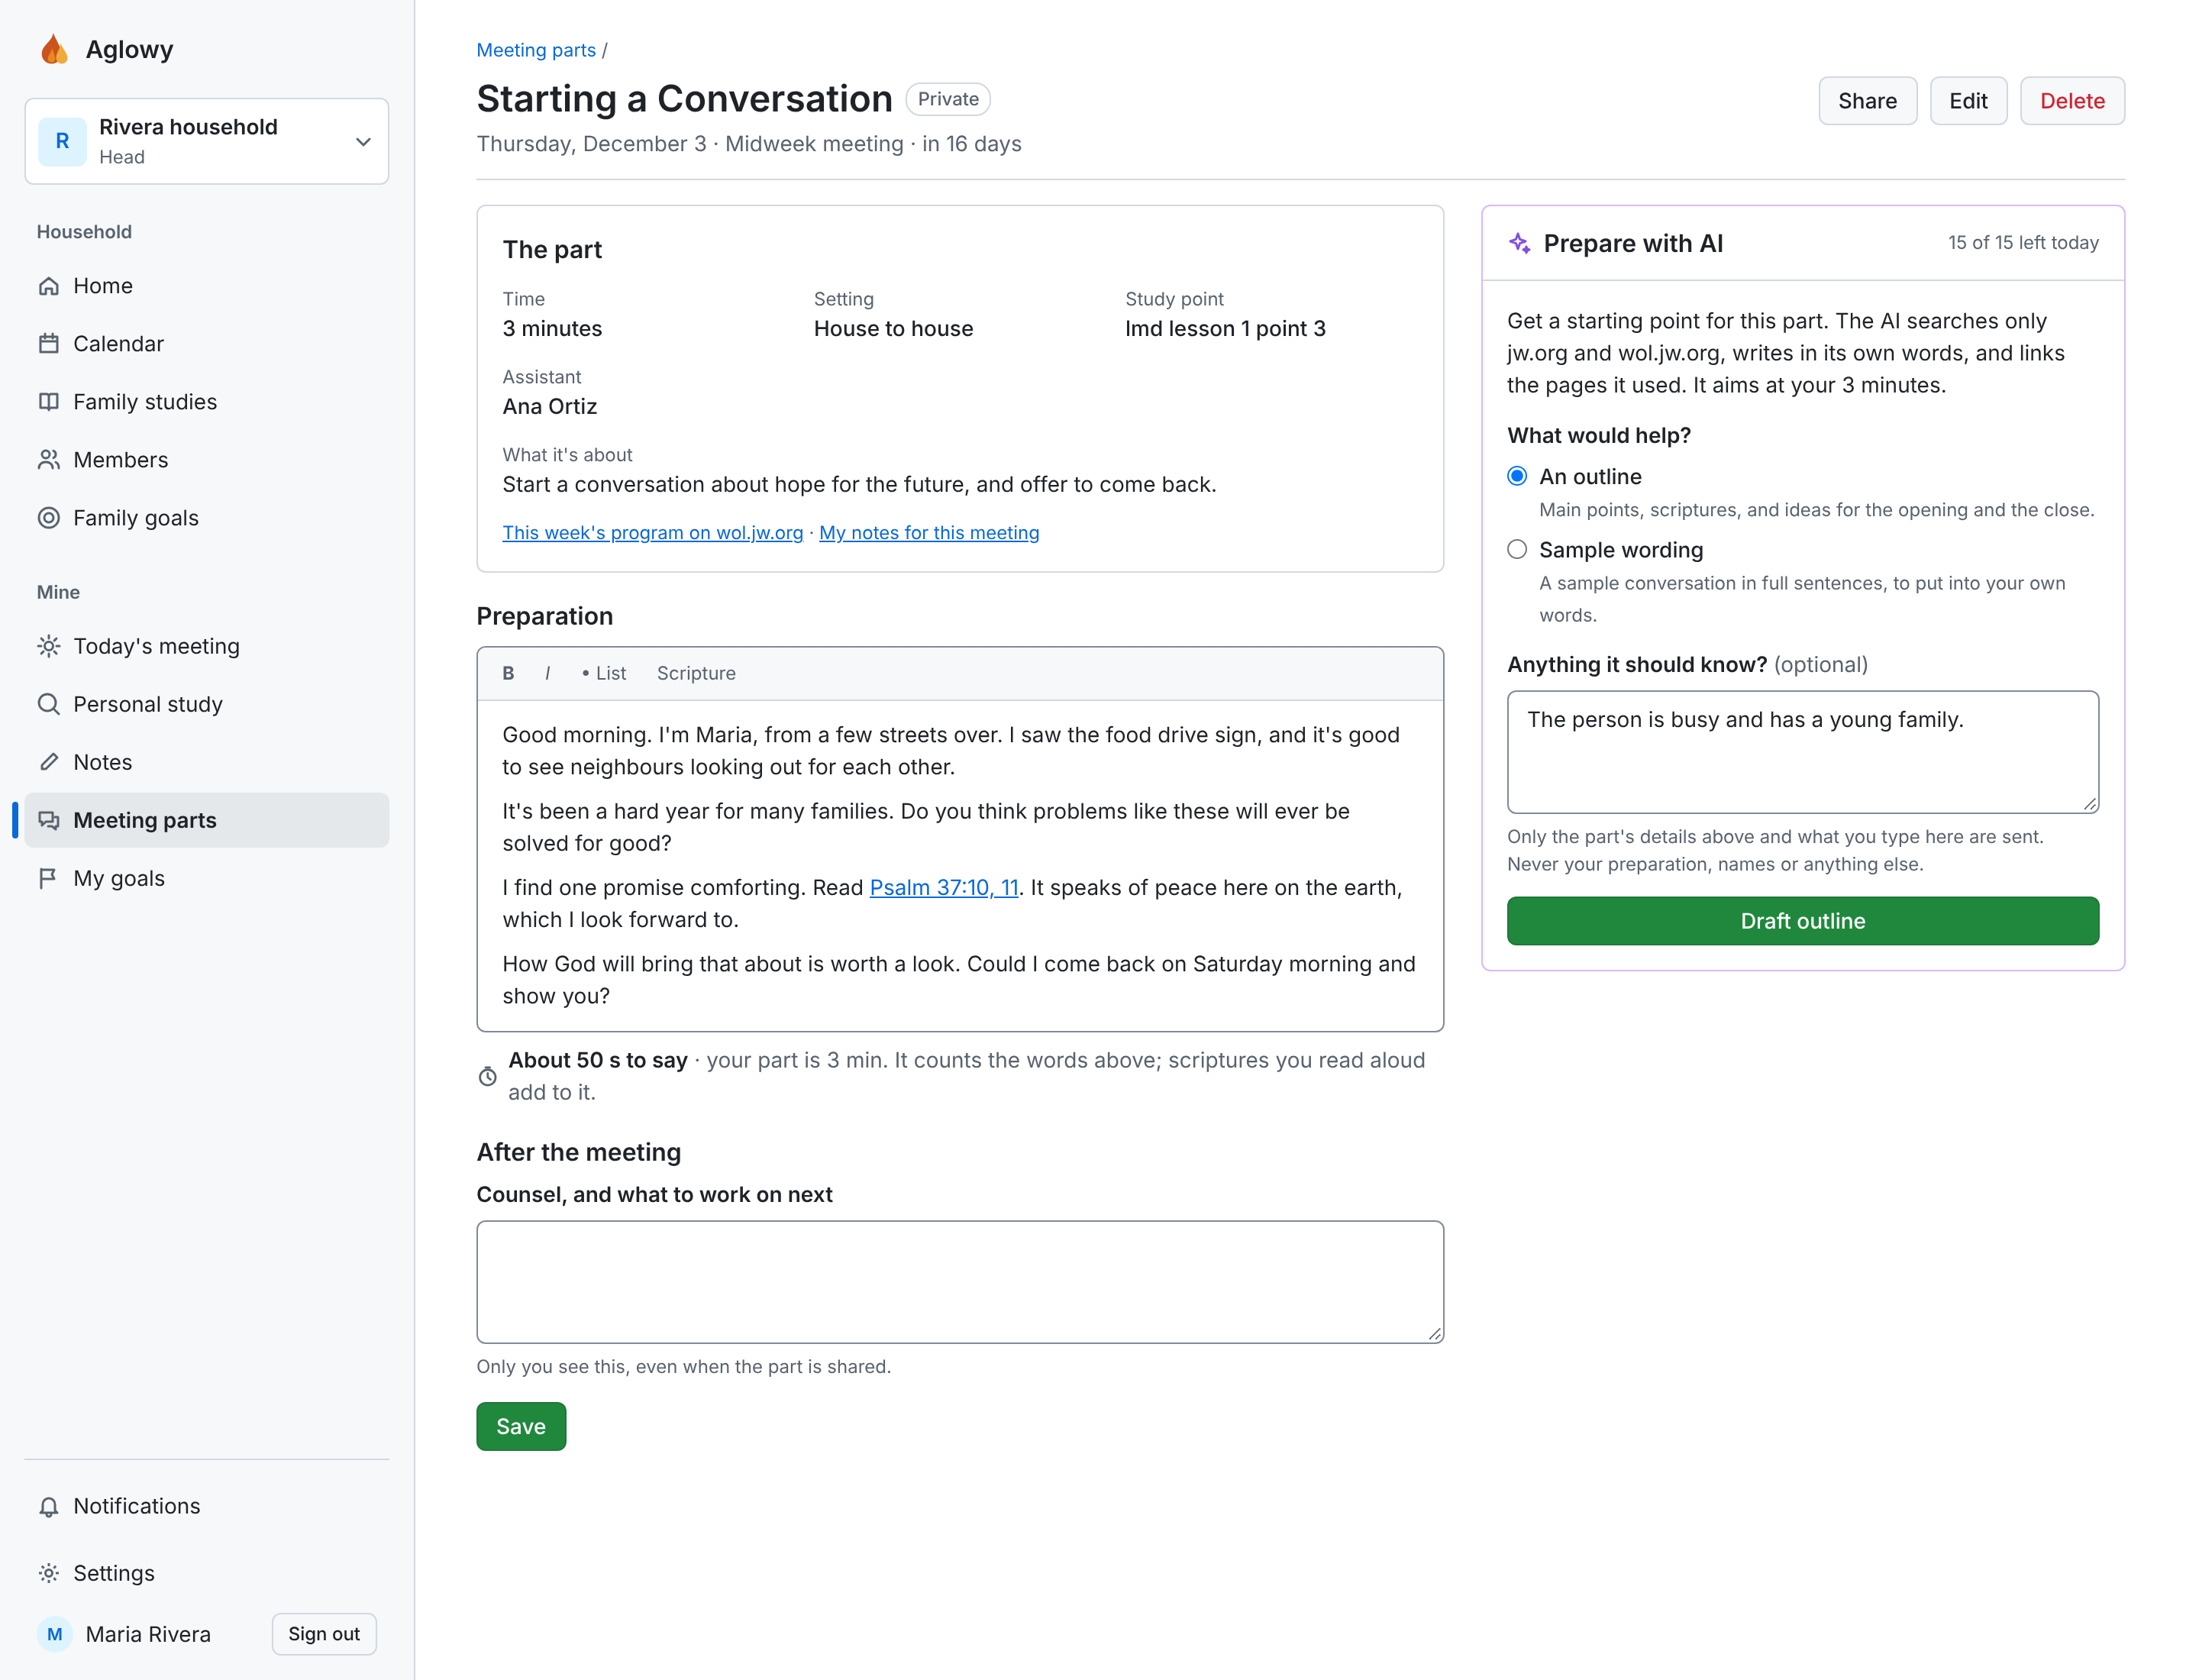 Aglowy
R
Rivera household
Head
Household
Home
Calendar
Family studies
Members
Family goals
Mine
Today's meeting
Personal study
Notes
Meeting parts
My goals
Notifications
Settings
M
Maria Rivera
Sign out
Meeting parts /
Starting a Conversation Private
Thursday, December 3 · Midweek meeting · in 16 days
Share Edit Delete
The part
Time Setting Study point
3 minutes House to house lmd lesson 1 point 3
Assistant
Ana Ortiz
What it's about
Start a conversation about hope for the future, and offer to come back.
This week's program on wol.jw.org · My notes for this meeting
Preparation
B I • List Scripture
Good morning. I'm Maria, from a few streets over. I saw the food drive sign, and it's good
to see neighbours looking out for each other.
It's been a hard year for many families. Do you think problems like these will ever be
solved for good?
I find one promise comforting. Read Psalm 37:10, 11. It speaks of peace here on the earth,
which I look forward to.
How God will bring that about is worth a look. Could I come back on Saturday morning and
show you?
About 50 s to say · your part is 3 min. It counts the words above; scriptures you read aloud
add to it.
After the meeting
Counsel, and what to work on next
Only you see this, even when the part is shared.
Save
Prepare with AI 15 of 15 left today
Get a starting point for this part. The AI searches only
jw.org and wol.jw.org, writes in its own words, and links
the pages it used. It aims at your 3 minutes.
What would help?
An outline
Main points, scriptures, and ideas for the opening and the close.
Sample wording
A sample conversation in full sentences, to put into your own
words.
Anything it should know? (optional)
The person is busy and has a young family.
Only the part's details above and what you type here are sent.
Never your preparation, names or anything else.
Draft outline